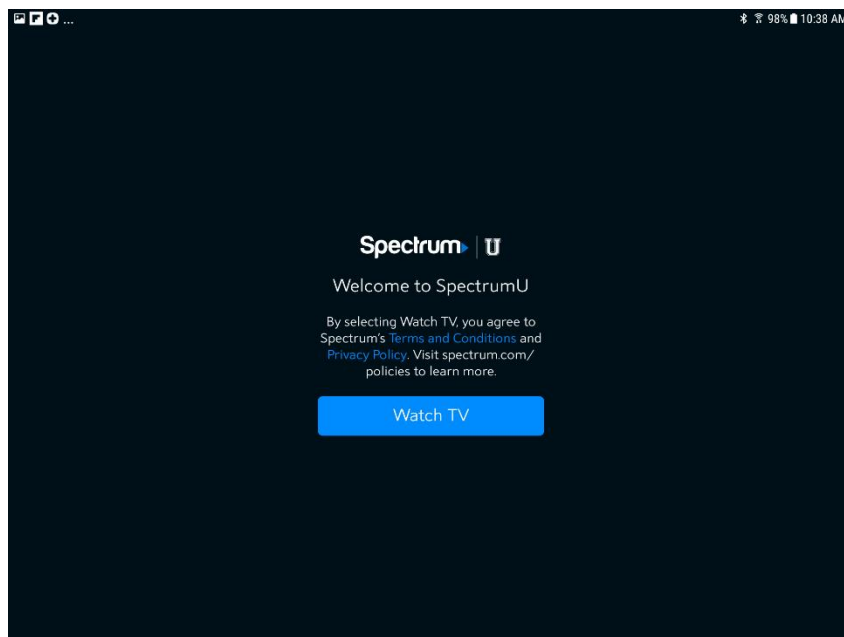 ... 98% 10:38 AM
Spectrum U
Welcome to SpectrumU
By selecting Watch TV, you agree to
Spectrum's Terms and Conditions and
Privacy Policy. Visit spectrum.com/
policies to learn more.
Watch TV